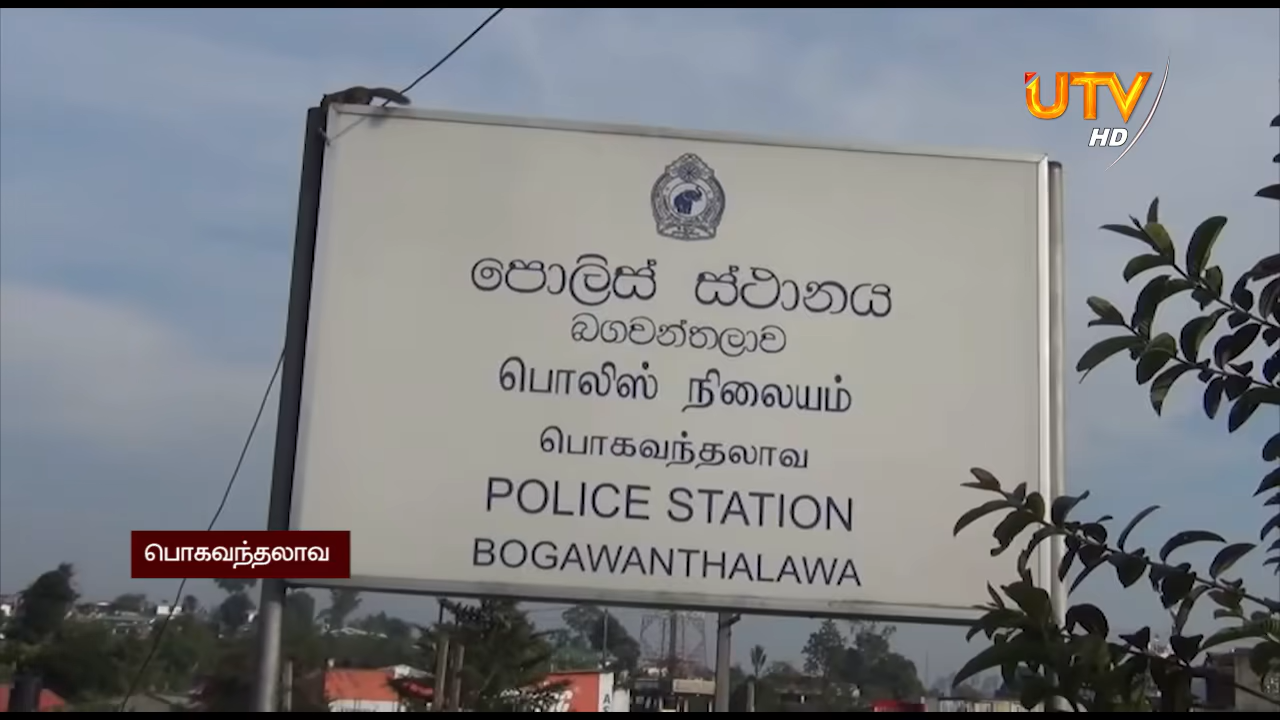 UTV
HD
පොලිස් ස්ථානය
බගවන්තලාව
பொலிஸ் நிலையம்
பொகவந்தலாவ
POLICE STATION
BOGAWANTHALAWA
பொகவந்தலாவ